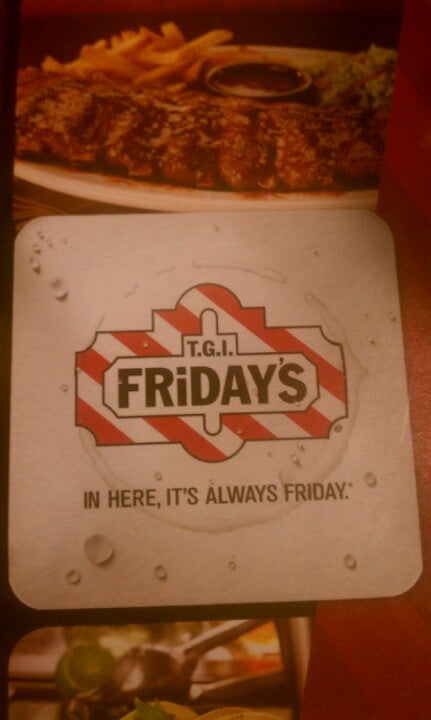 T.G.I.
FRiDAY'S
®
IN HERE, IT'S ALWAYS FRIDAY.®